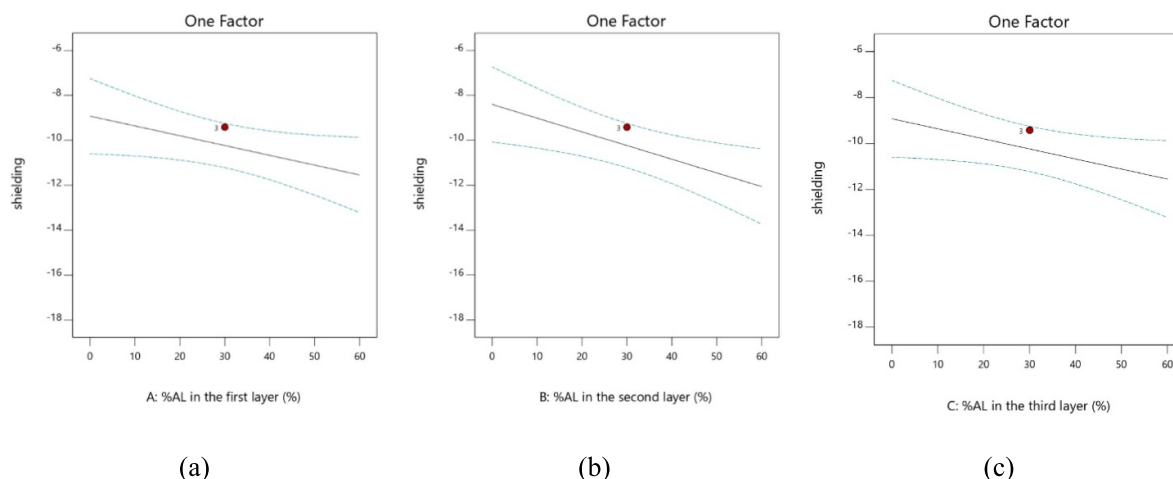 One Factor
-6
-8
-10
-12
-14
-16
-18
shielding
3
0 10 20 30 40 50 60
A: %AL in the first layer (%)
(a)
One Factor
-6
-8
-10
-12
-14
-16
-18
shielding
3
0 10 20 30 40 50 60
B: %AL in the second layer (%)
(b)
One Factor
-6
-8
-10
-12
-14
-16
-18
shielding
3
0 10 20 30 40 50 60
C: %AL in the third layer (%)
(c)